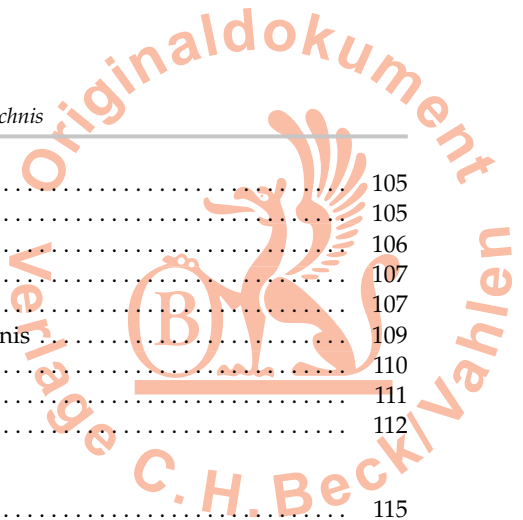 chnis
. . . . . . . . . . . . . . . . . . . . . . . . . . . . . 105
. . . . . . . . . . . . . . . . . . . . . . . . . . . . . 105
. . . . . . . . . . . . . . . . . . . . . . . . . . . . . 106
. . . . . . . . . . . . . . . . . . . . . . . . . . . . . 107
. . . . . . . . . . . . . . . . . . . . . . . . . . . . . 107
nis . . . . . . . . . . . . . . . . . . . . . . . . . . . 109
. . . . . . . . . . . . . . . . . . . . . . . . . . . . . 110
. . . . . . . . . . . . . . . . . . . . . . . . . . . . . 111
. . . . . . . . . . . . . . . . . . . . . . . . . . . . . 112
. . . . . . . . . . . . . . . . . . . . . . . . . . . . . 115
Originaldokument
Verlage C.H.Beck/Vahlen
B